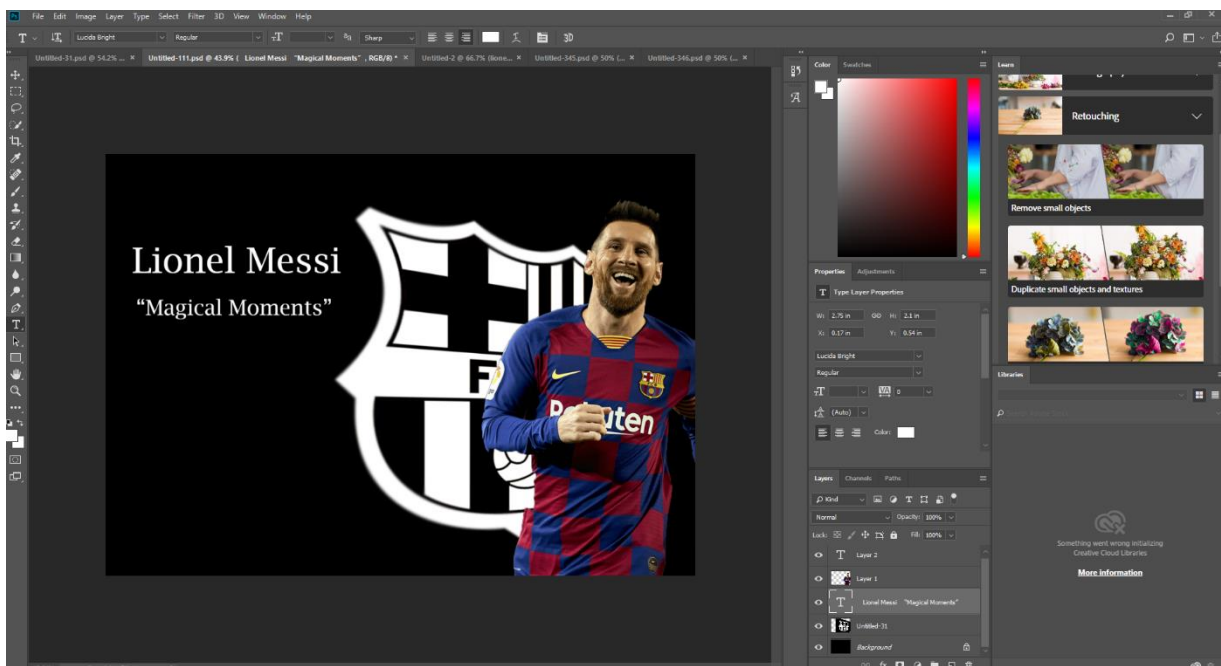 Ps File Edit Image Layer Type Select Filter 3D View Window Help
T Lucida Bright Regular Sharp 3D
Untitled-31.psd @ 54.2% ... × Untitled-111.psd @ 43.9% ( Lionel Messi "Magical Moments" , RGB/8) * × Untitled-2 @ 66.7% (lione... × Untitled-345.psd @ 50% (... × Untitled-346.psd @ 50% (... ×
Color Swatches
Learn
Retouching
Remove small objects
Duplicate small objects and textures
Lionel Messi
“Magical Moments”
F
Rakuten
Properties Adjustments
T Type Layer Properties
W: 2.75 in GO H: 2.1 in
X: 0.17 in Y: 0.54 in
Lucida Bright
Regular
VA 0
(Auto)
Color:
Libraries
Layers Channels Paths
Kind
Normal Opacity: 100%
Lock: Fill: 100%
T Layer 2
Layer 1
T Lionel Messi "Magical Moments"
Untitled-31
Background
fx
Something went wrong initializing
Creative Cloud Libraries
More information